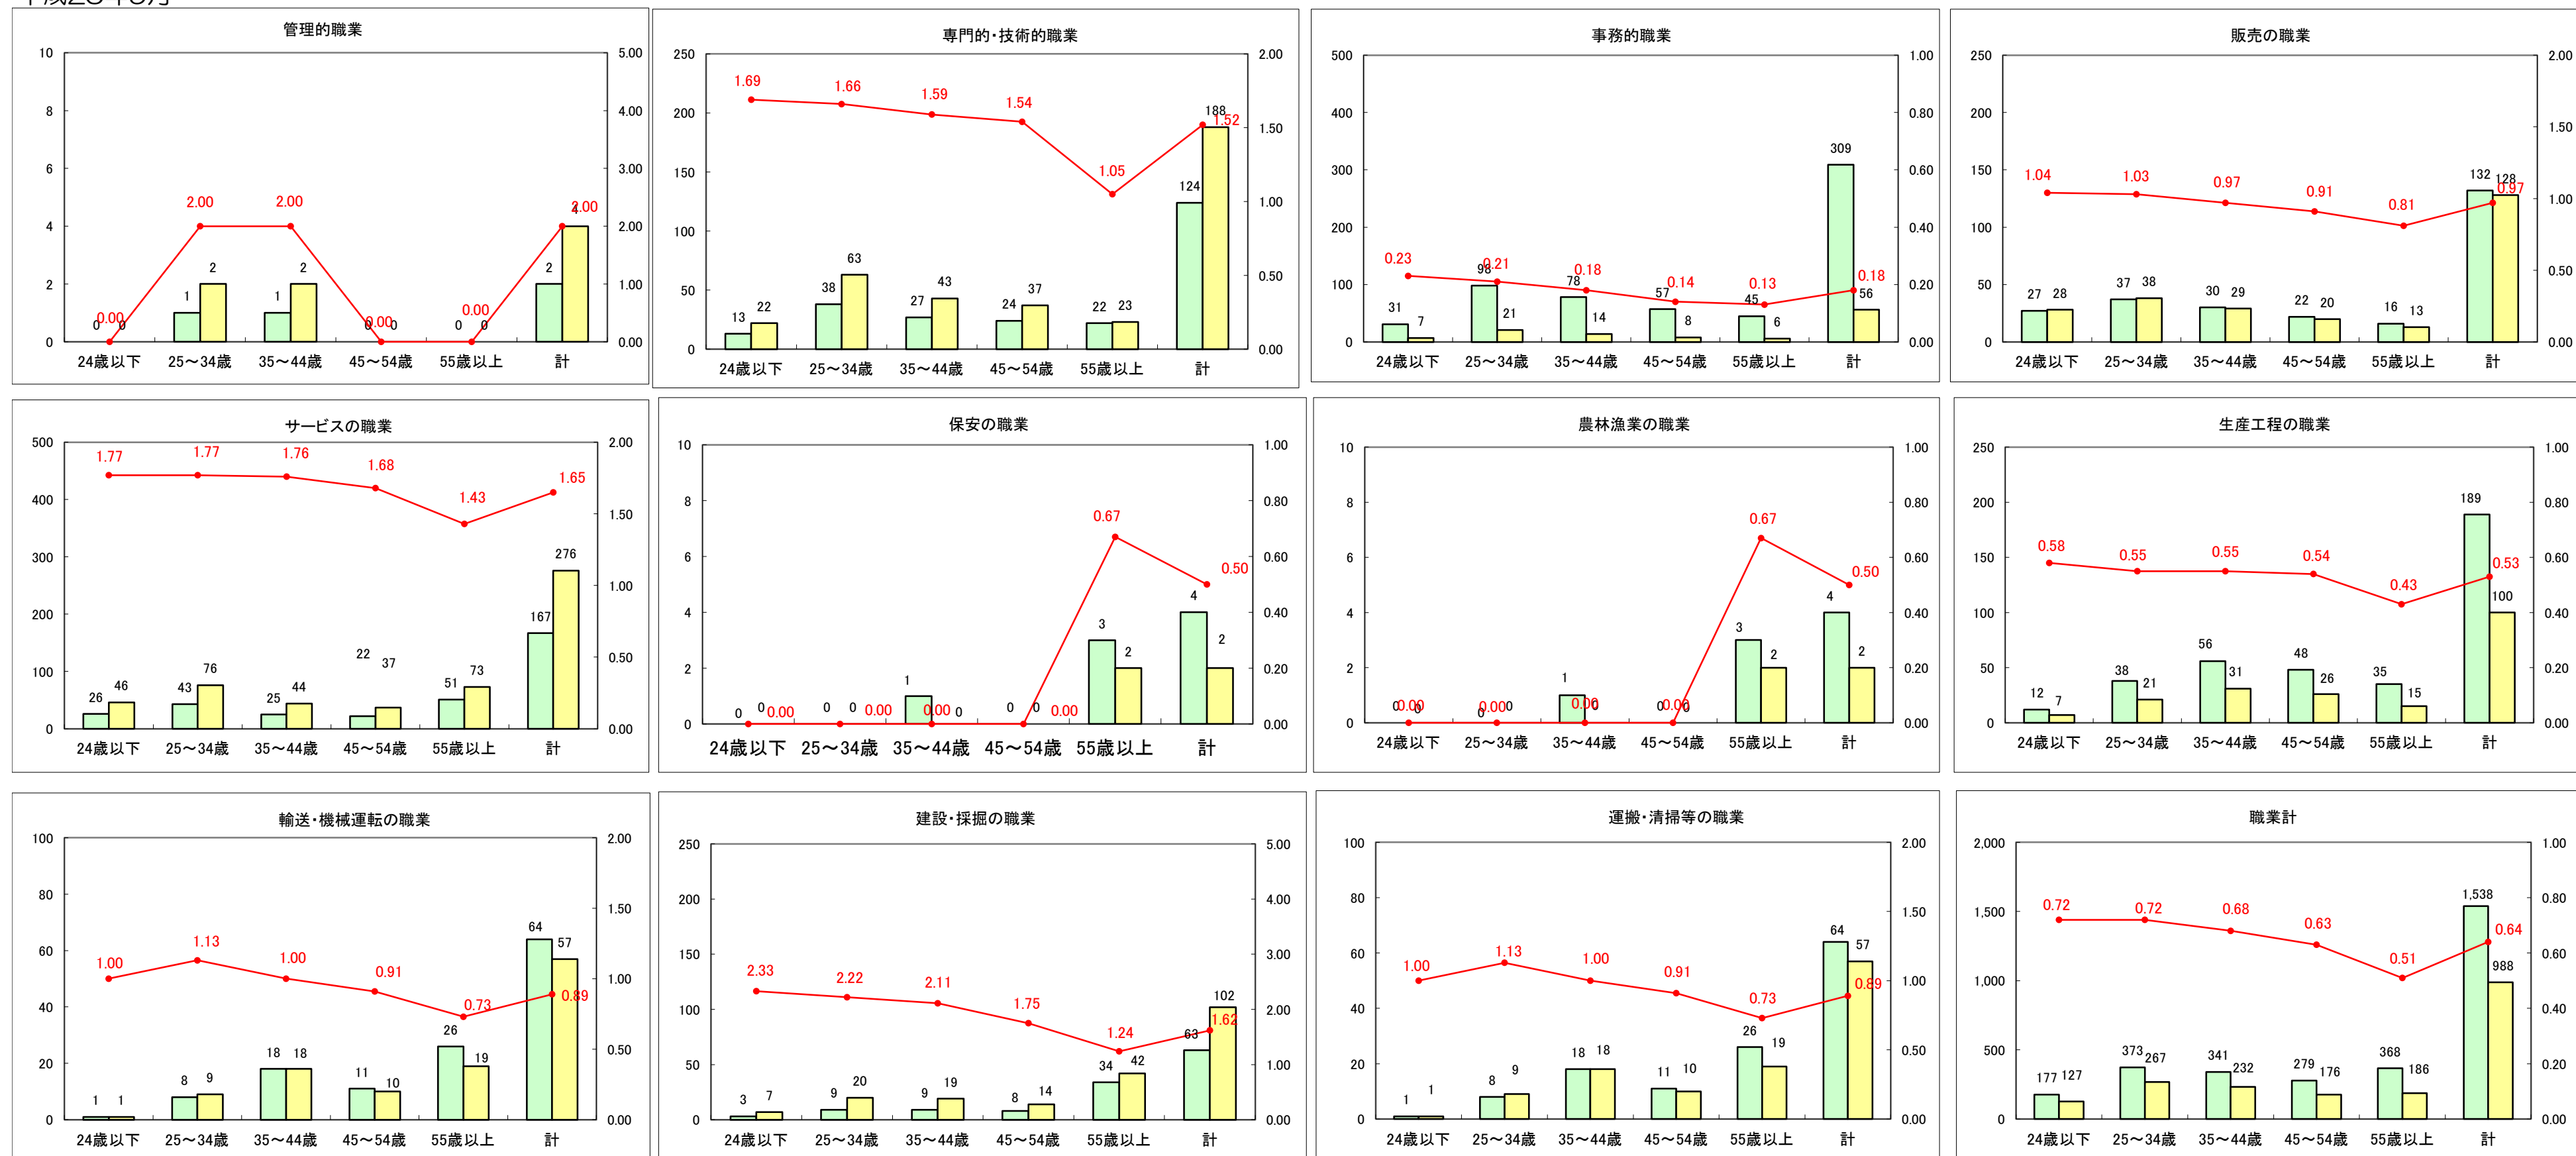 管理的職業
10 8 6 4 2 0
5.00 4.00 3.00 2.00 1.00 0.00
0.00 2.00 2.00 0.00 0.00 2.00
0 0 1 2 1 2 0 0 0 0 2 4
24歳以下 25～34歳 35～44歳 45～54歳 55歳以上 計
専門的・技術的職業
250 200 150 100 50 0
2.00 1.50 1.00 0.50 0.00
1.69 1.66 1.59 1.54 1.05 1.52
13 22 38 63 27 43 24 37 22 23 124 188
24歳以下 25～34歳 35～44歳 45～54歳 55歳以上 計
事務的職業
500 400 300 200 100 0
1.00 0.80 0.60 0.40 0.20 0.00
0.23 0.21 0.18 0.14 0.13 0.18
31 7 98 21 78 14 57 8 45 6 309 56
24歳以下 25～34歳 35～44歳 45～54歳 55歳以上 計
販売の職業
250 200 150 100 50 0
2.00 1.50 1.00 0.50 0.00
1.04 1.03 0.97 0.91 0.81 0.97
27 28 37 38 30 29 22 20 16 13 132 128
24歳以下 25～34歳 35～44歳 45～54歳 55歳以上 計
サービスの職業
500 400 300 200 100 0
2.00 1.50 1.00 0.50 0.00
1.77 1.77 1.76 1.68 1.43 1.65
26 46 43 76 25 44 22 37 51 73 167 276
24歳以下 25～34歳 35～44歳 45～54歳 55歳以上 計
保安の職業
10 8 6 4 2 0
1.00 0.80 0.60 0.40 0.20 0.00
0.00 0.00 0.00 0.00 0.67 0.50
0 0 0 0 1 0 0 0 3 2 4 2
24歳以下 25～34歳 35～44歳 45～54歳 55歳以上 計
農林漁業の職業
10 8 6 4 2 0
1.00 0.80 0.60 0.40 0.20 0.00
0.00 0.00 0.00 0.00 0.67 0.50
0 0 0 0 1 0 0 0 3 2 4 2
24歳以下 25～34歳 35～44歳 45～54歳 55歳以上 計
生産工程の職業
250 200 150 100 50 0
1.00 0.80 0.60 0.40 0.20 0.00
0.58 0.55 0.55 0.54 0.43 0.53
12 7 38 21 56 31 48 26 35 15 189 100
24歳以下 25～34歳 35～44歳 45～54歳 55歳以上 計
輸送・機械運転の職業
100 80 60 40 20 0
2.00 1.50 1.00 0.50 0.00
1.00 1.13 1.00 0.91 0.73 0.89
1 1 8 9 18 18 11 10 26 19 64 57
24歳以下 25～34歳 35～44歳 45～54歳 55歳以上 計
建設・採掘の職業
250 200 150 100 50 0
5.00 4.00 3.00 2.00 1.00 0.00
2.33 2.22 2.11 1.75 1.24 1.62
3 7 9 20 9 19 8 14 34 42 63 102
24歳以下 25～34歳 35～44歳 45～54歳 55歳以上 計
運搬・清掃等の職業
100 80 60 40 20 0
2.00 1.50 1.00 0.50 0.00
1.00 1.13 1.00 0.91 0.73 0.89
1 1 8 9 18 18 11 10 26 19 64 57
24歳以下 25～34歳 35～44歳 45～54歳 55歳以上 計
職業計
2,000 1,500 1,000 500 0
1.00 0.80 0.60 0.40 0.20 0.00
0.72 0.72 0.68 0.63 0.51 0.64
177 127 373 267 341 232 279 176 368 186 1,538 988
24歳以下 25～34歳 35～44歳 45～54歳 55歳以上 計